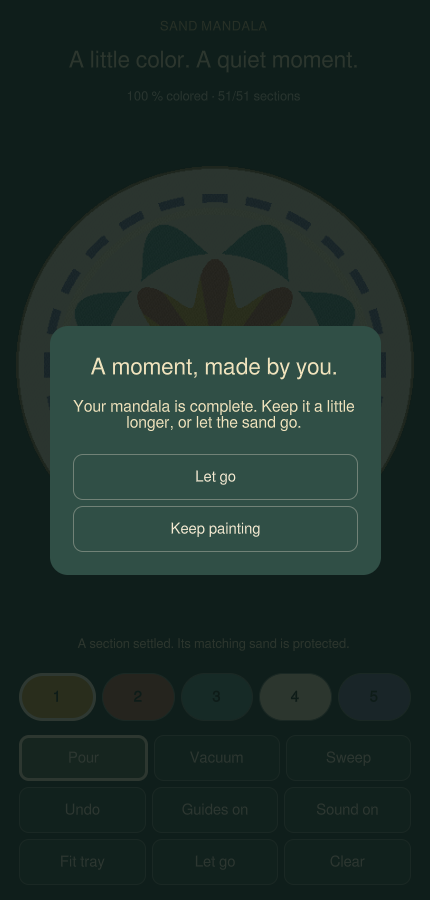 SAND MANDALA
A little color. A quiet moment.
100 % colored · 51/51 sections
A moment, made by you.
Your mandala is complete. Keep it a little
longer, or let the sand go.
Let go
Keep painting
A section settled. Its matching sand is protected.
1 2 3 4 5
Pour Vacuum Sweep
Undo Guides on Sound on
Fit tray Let go Clear